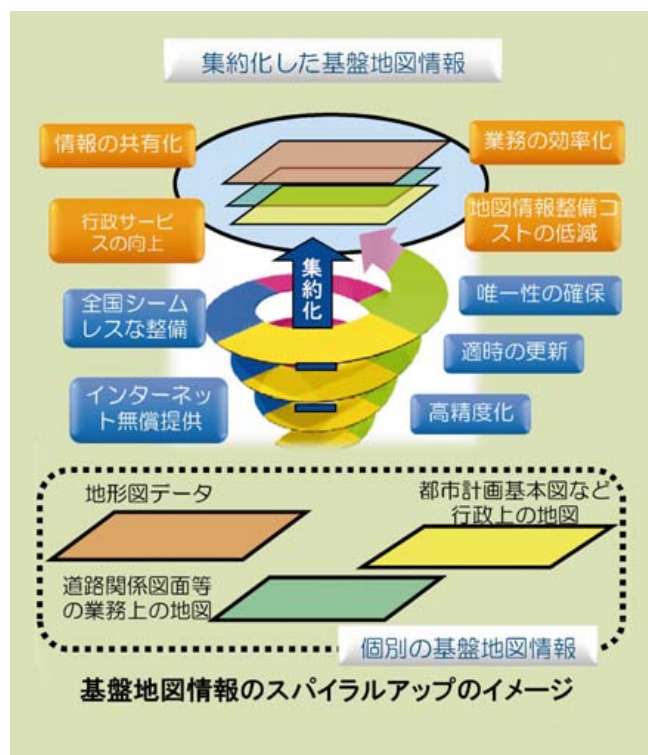 集約化した基盤地図情報
情報の共有化
業務の効率化
行政サービ
スの向上
地図情報整備コ
ストの低減
集約化
全国シーム
レスな整備
唯一性の確保
適時の更新
インターネッ
ト無償提供
高精度化
地形図データ
都市計画基本図など
行政上の地図
道路関係図面等
の業務上の地図
個別の基盤地図情報
基盤地図情報のスパイラルアップのイメージ